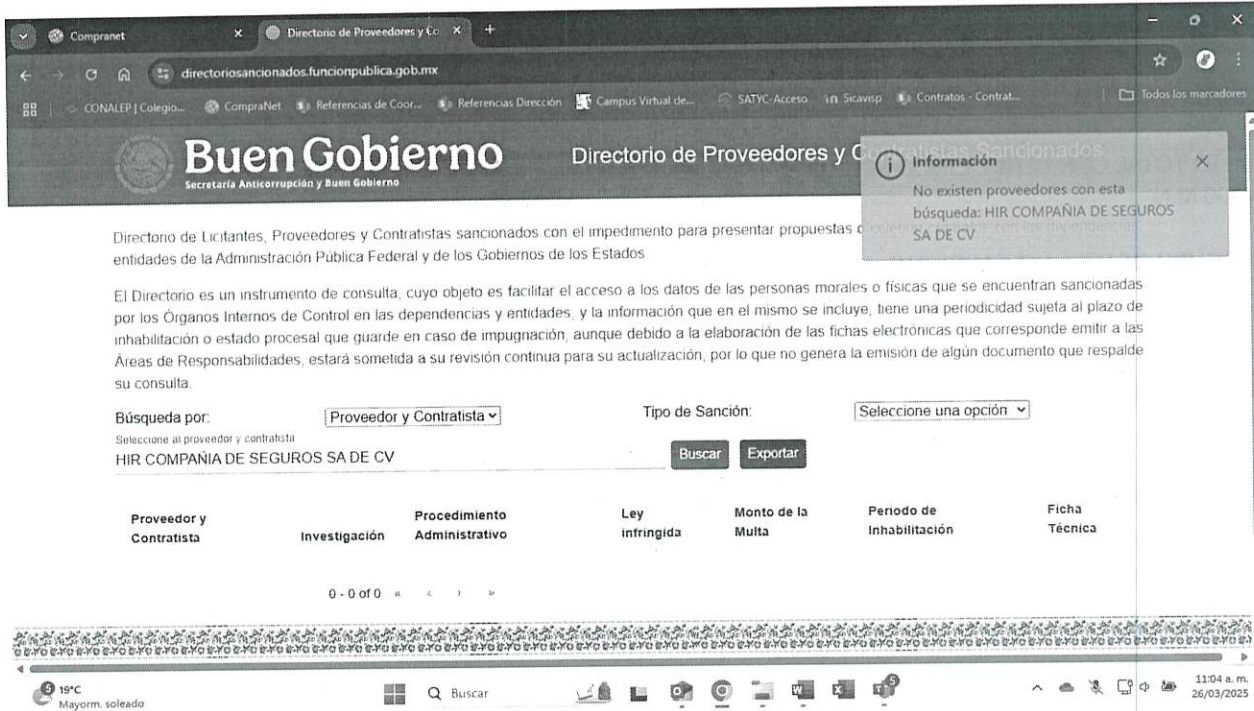 Compranet
Directorio de Proveedores y Co
directoriosancionados.funcionpublica.gob.mx
CONALEP | Colegio... CompraNet Referencias de Coor... Referencias Dirección Campus Virtual de... SATYC-Acceso Sicavisp Contratos - Contrat... Todos los marcadores
Buen Gobierno
Secretaría Anticorrupción y Buen Gobierno
Directorio de Proveedores y Contratistas Sancionados
Información
No existen proveedores con esta
búsqueda: HIR COMPAÑIA DE SEGUROS
SA DE CV
Directorio de Licitantes, Proveedores y Contratistas sancionados con el impedimento para presentar propuestas
entidades de la Administración Pública Federal y de los Gobiernos de los Estados
El Directorio es un instrumento de consulta, cuyo objeto es facilitar el acceso a los datos de las personas morales o físicas que se encuentran sancionadas
por los Órganos Internos de Control en las dependencias y entidades, y la información que en el mismo se incluye, tiene una periodicidad sujeta al plazo de
inhabilitación o estado procesal que guarde en caso de impugnación, aunque debido a la elaboración de las fichas electrónicas que corresponde emitir a las
Áreas de Responsabilidades, estará sometida a su revisión continua para su actualización, por lo que no genera la emisión de algún documento que respalde
su consulta.
Búsqueda por: Proveedor y Contratista Tipo de Sanción: Seleccione una opción
Seleccione al proveedor y contratista
HIR COMPAÑIA DE SEGUROS SA DE CV Buscar Exportar
Proveedor y Contratista Investigación Procedimiento Administrativo Ley infringida Monto de la Multa Periodo de Inhabilitación Ficha Técnica
0 - 0 of 0 « ‹ › »
5 19°C
Mayorm. soleado
Buscar
5
11:04 a. m.
26/03/2025